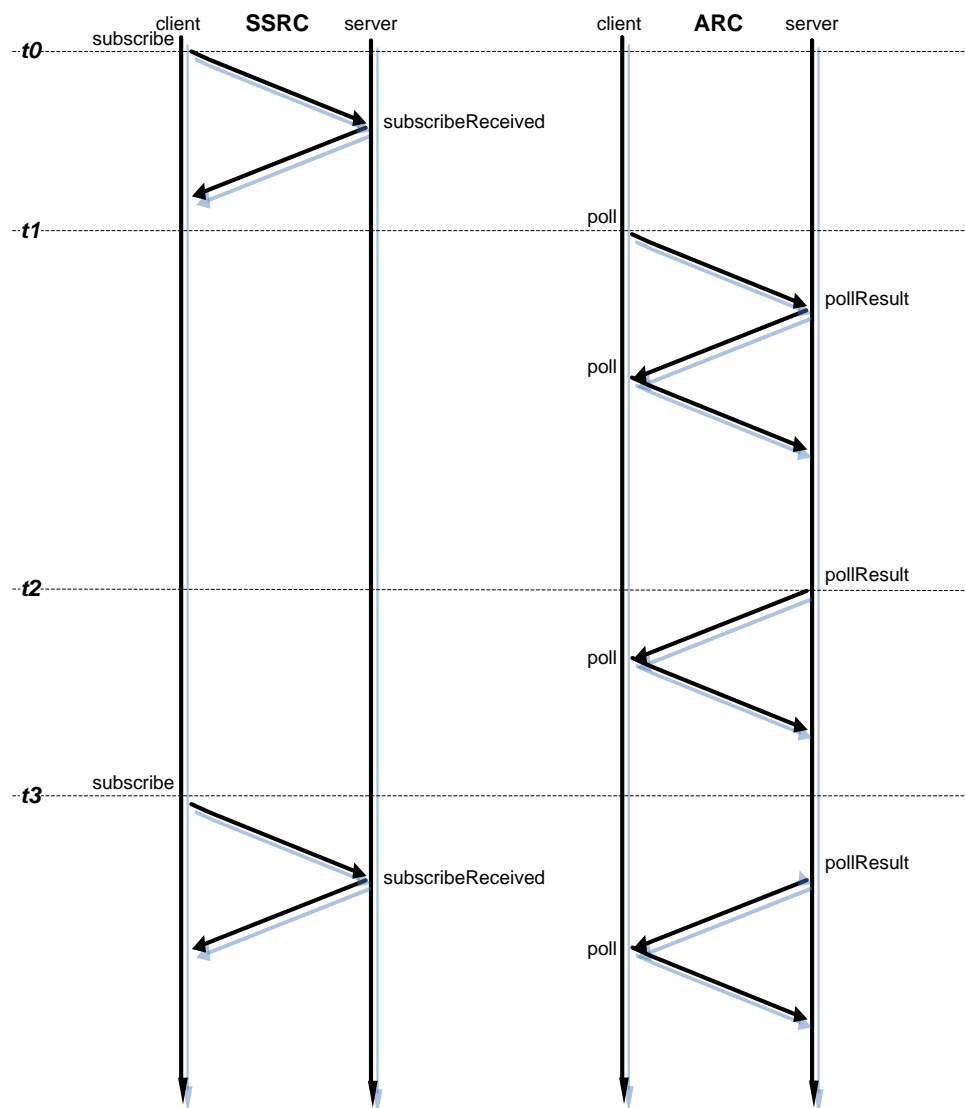 client SSRC server client ARC server
subscribe
t0
subscribeReceived
poll
t1
pollResult
poll
pollResult
t2
poll
subscribe
t3
subscribeReceived pollResult
poll